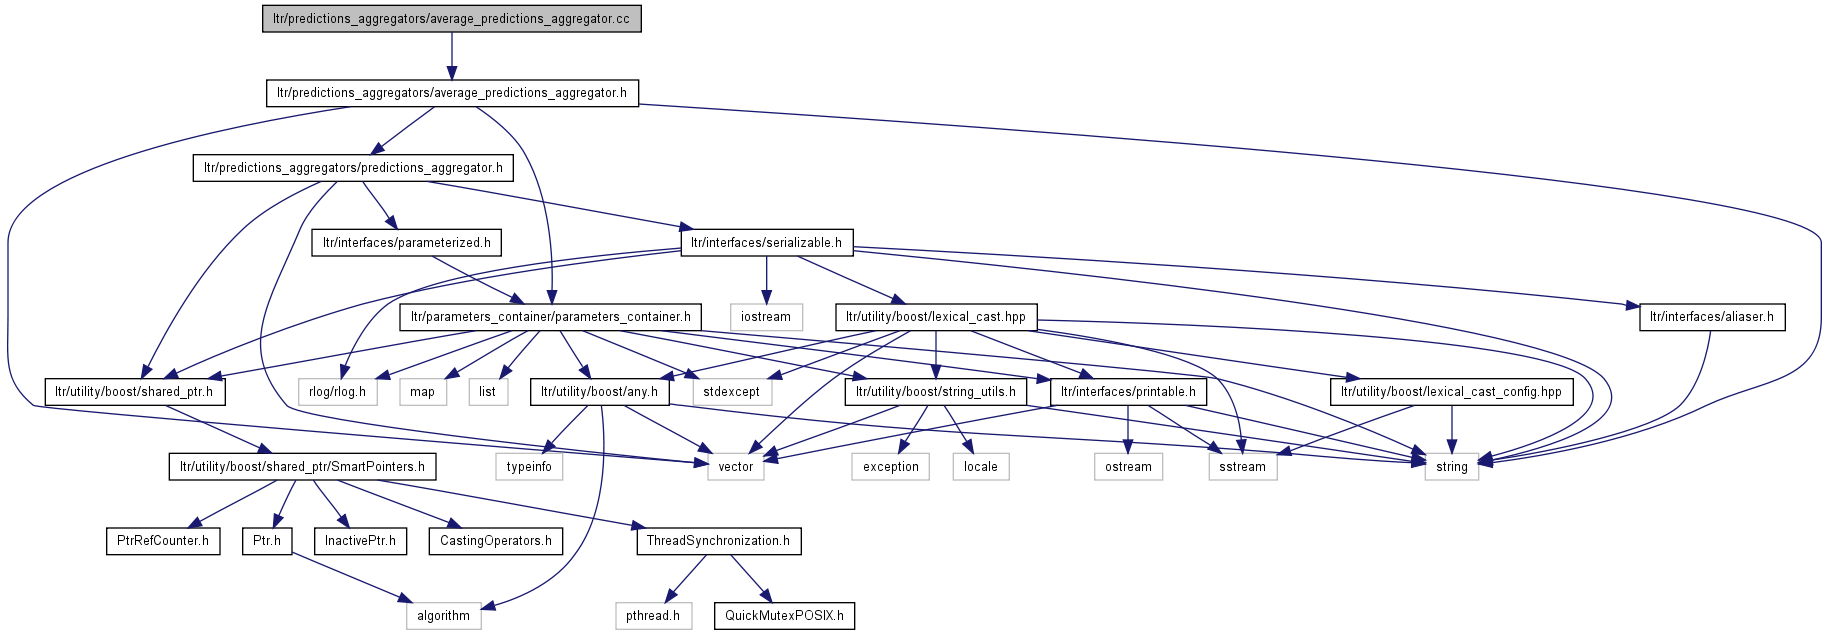 ltr/predictions_aggregators/average_predictions_aggregator.cc
ltr/predictions_aggregators/average_predictions_aggregator.h
ltr/predictions_aggregators/predictions_aggregator.h
ltr/interfaces/parameterized.h
ltr/interfaces/serializable.h
ltr/parameters_container/parameters_container.h
iostream
ltr/utility/boost/lexical_cast.hpp
ltr/interfaces/aliaser.h
ltr/utility/boost/shared_ptr.h
rlog/rlog.h
map
list
ltr/utility/boost/any.h
stdexcept
ltr/utility/boost/string_utils.h
ltr/interfaces/printable.h
ltr/utility/boost/lexical_cast_config.hpp
ltr/utility/boost/shared_ptr/SmartPointers.h
typeinfo
vector
exception
locale
ostream
sstream
string
PtrRefCounter.h
Ptr.h
InactivePtr.h
CastingOperators.h
ThreadSynchronization.h
algorithm
pthread.h
QuickMutexPOSIX.h